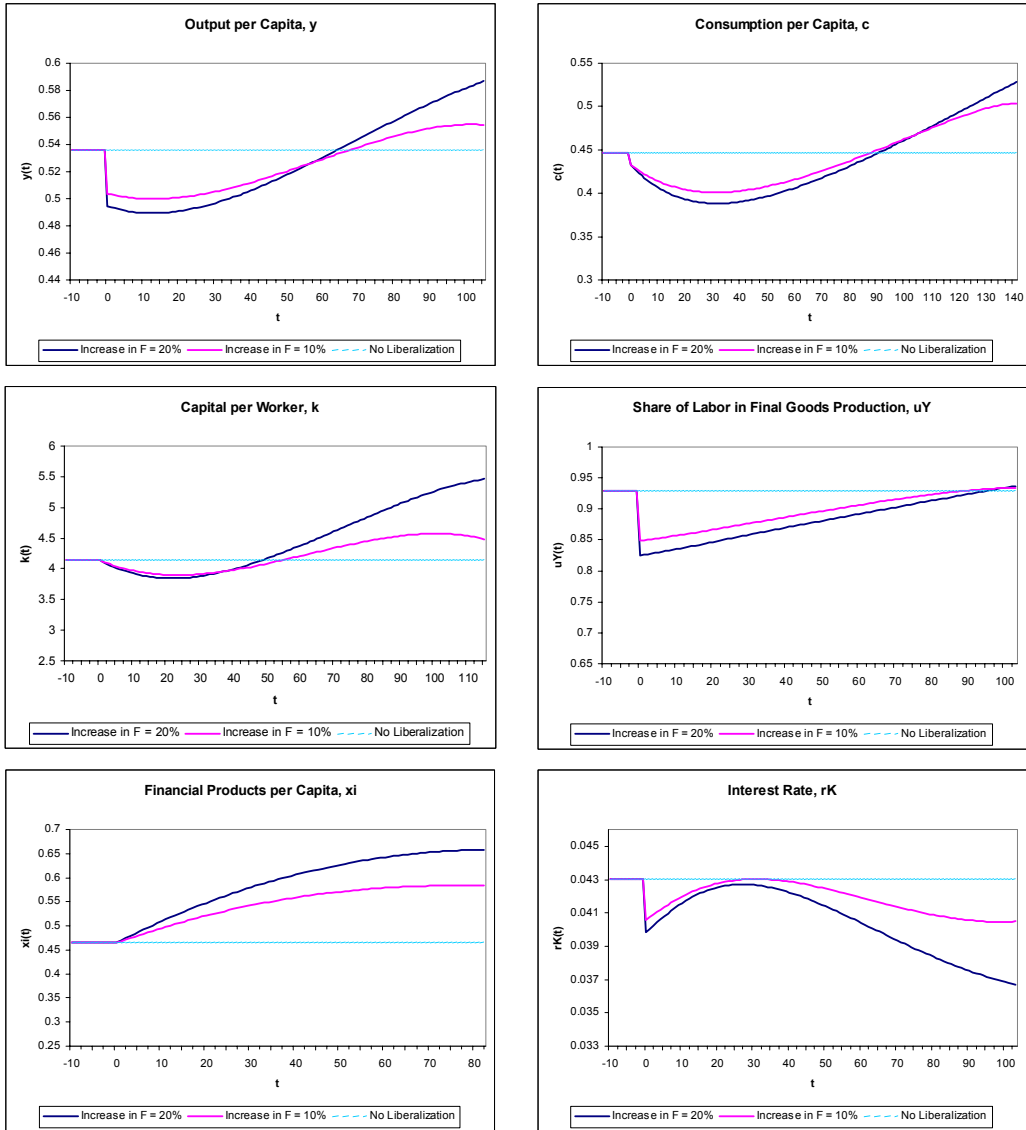 Output per Capita, y
0.6
0.58
0.56
0.54
0.52
0.5
0.48
0.46
0.44
y(t)
-10 0 10 20 30 40 50 60 70 80 90 100
t
Increase in F = 20% Increase in F = 10% No Liberalization
Consumption per Capita, c
0.55
0.5
0.45
0.4
0.35
0.3
c(t)
-10 0 10 20 30 40 50 60 70 80 90 100 110 120 130 140
t
Increase in F = 20% Increase in F = 10% No Liberalization
Capital per Worker, k
6
5.5
5
4.5
4
3.5
3
2.5
k(t)
-10 0 10 20 30 40 50 60 70 80 90 100 110
t
Increase in F = 20% Increase in F = 10% No Liberalization
Share of Labor in Final Goods Production, uY
1
0.95
0.9
0.85
0.8
0.75
0.7
0.65
uY(t)
-10 0 10 20 30 40 50 60 70 80 90 100
t
Increase in F = 20% Increase in F = 10% No Liberalization
Financial Products per Capita, xi
0.7
0.65
0.6
0.55
0.5
0.45
0.4
0.35
0.3
0.25
xi(t)
-10 0 10 20 30 40 50 60 70 80
t
Increase in F = 20% Increase in F = 10% No Liberalization
Interest Rate, rK
0.045
0.043
0.041
0.039
0.037
0.035
0.033
rK(t)
-10 0 10 20 30 40 50 60 70 80 90 100
t
Increase in F = 20% Increase in F = 10% No Liberalization